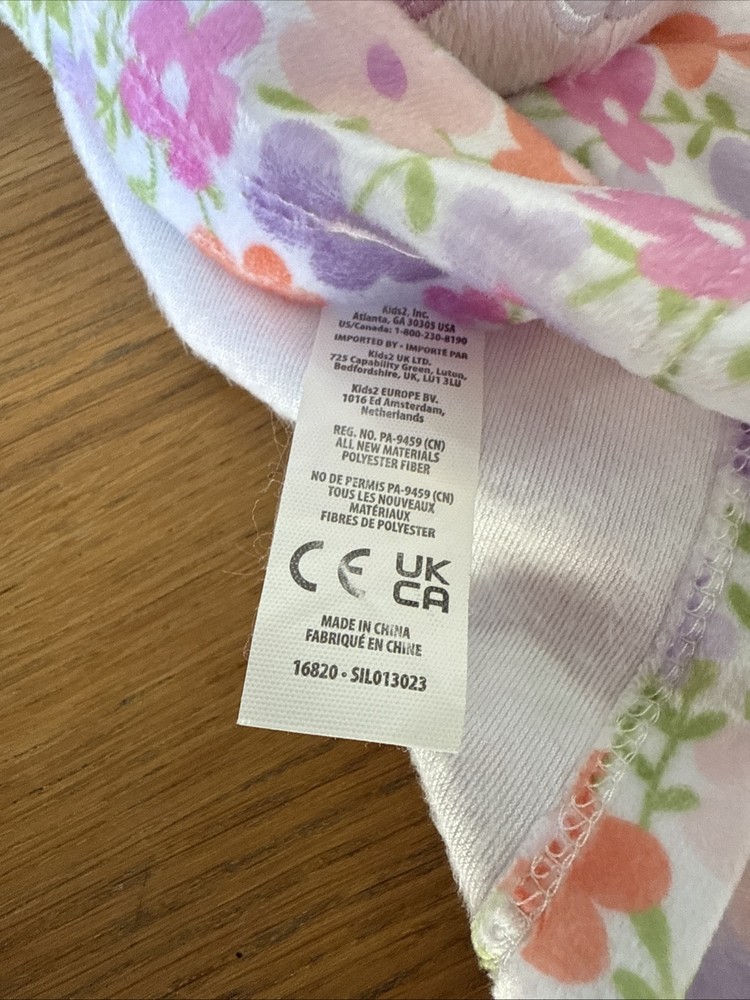 Kids2, Inc.
Atlanta, GA 30305 USA
US/Canada: 1-800-230-8190
IMPORTED BY • IMPORTÉ PAR
Kids2 UK LTD.
725 Capability Green, Luton,
Bedfordshire, UK, LU1 3LU
Kids2 EUROPE BV.
1016 Ed Amsterdam,
Netherlands
REG. NO. PA-9459 (CN)
ALL NEW MATERIALS
POLYESTER FIBER
NO DE PERMIS PA-9459 (CN)
TOUS LES NOUVEAUX
MATÉRIAUX
FIBRES DE POLYESTER
CE UK
CA
MADE IN CHINA
FABRIQUÉ EN CHINE
16820 • SIL013023